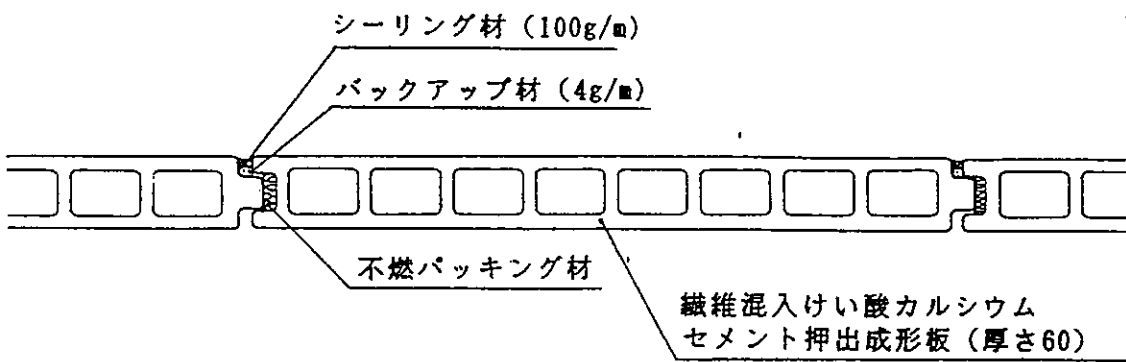 シーリング材 (100g/m)
バックアップ材 (4g/m)
不燃パッキング材
繊維混入けい酸カルシウム
セメント押出成形板 (厚さ60)